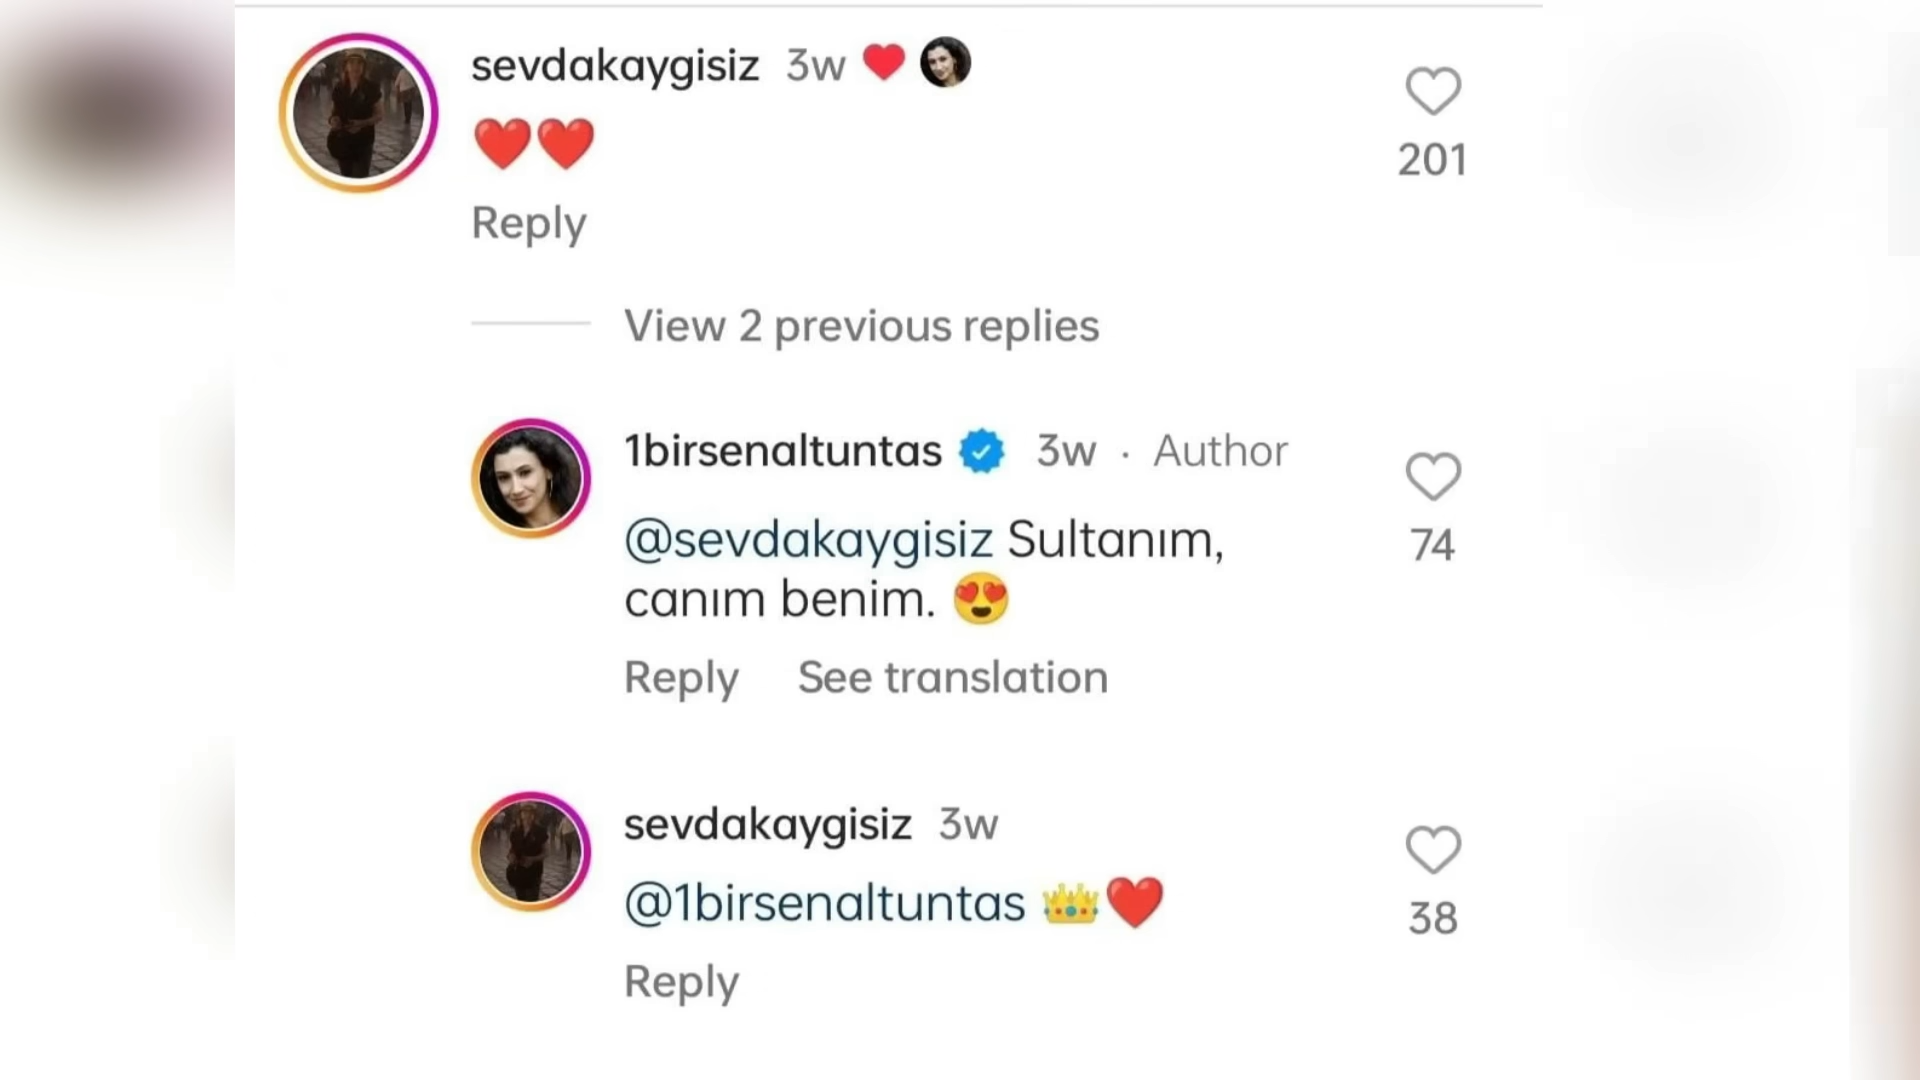 sevdakaygisiz 3w ❤️
❤️❤️
201
Reply
View 2 previous replies
1birsenaltuntas 3w · Author
@sevdakaygisiz Sultanım,
canım benim. 😍
74
Reply See translation
sevdakaygisiz 3w
@1birsenaltuntas 👑❤️
38
Reply